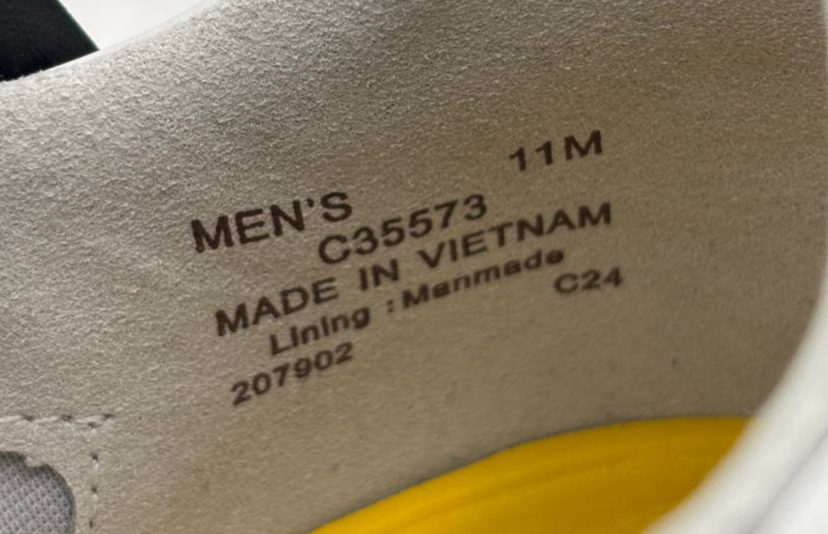 MEN'S 11M
C35573
MADE IN VIETNAM
Lining : Manmade
207902 C24